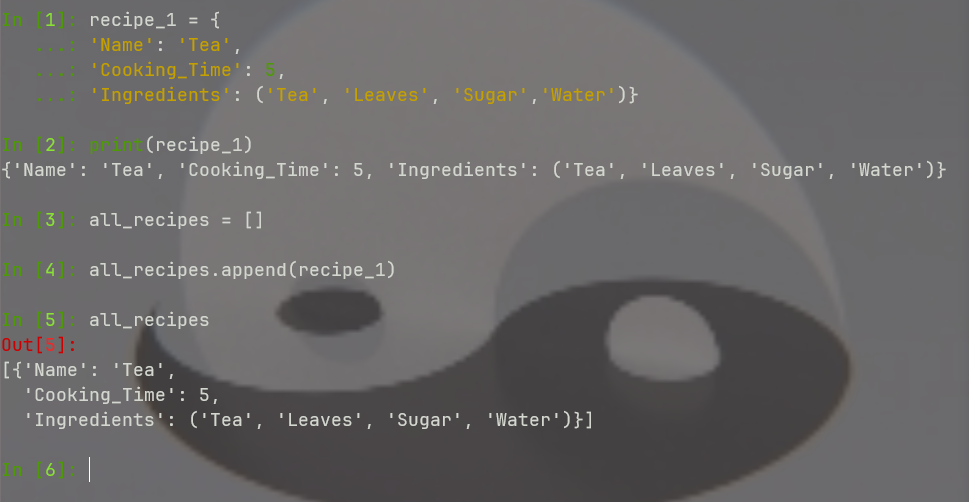 In [1]: recipe_1 = {
   ...: 'Name': 'Tea',
   ...: 'Cooking_Time': 5,
   ...: 'Ingredients': ('Tea', 'Leaves', 'Sugar','Water')}
In [2]: print(recipe_1)
{'Name': 'Tea', 'Cooking_Time': 5, 'Ingredients': ('Tea', 'Leaves', 'Sugar', 'Water')}
In [3]: all_recipes = []
In [4]: all_recipes.append(recipe_1)
In [5]: all_recipes
Out[5]:
[{'Name': 'Tea',
  'Cooking_Time': 5,
  'Ingredients': ('Tea', 'Leaves', 'Sugar', 'Water')}]
In [6]: